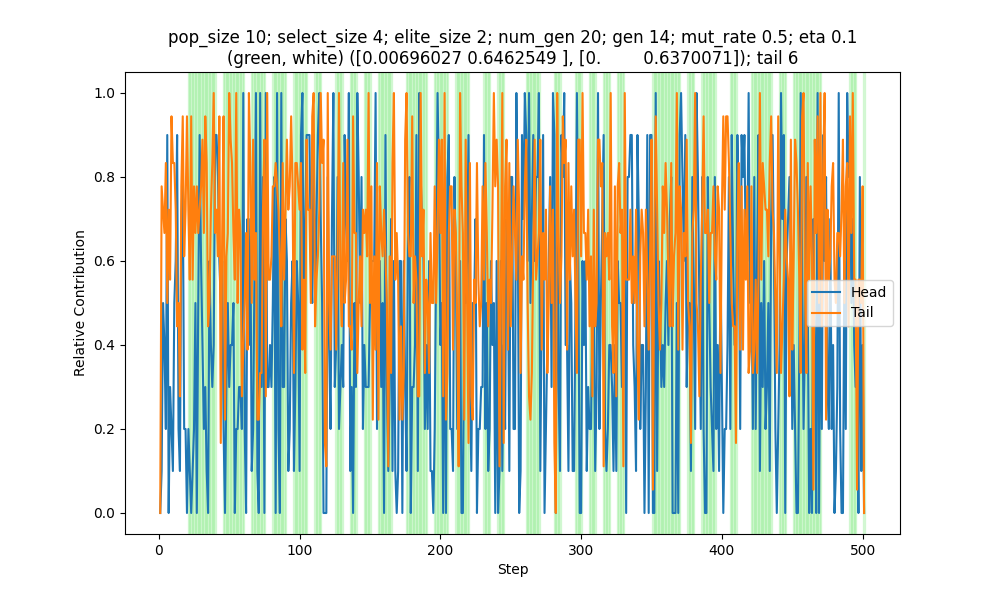 pop_size 10; select_size 4; elite_size 2; num_gen 20; gen 14; mut_rate 0.5; eta 0.1
(green, white) ([0.00696027 0.6462549 ], [0.        0.6370071]); tail 6
1.0
0.8
0.6
0.4
0.2
0.0
Relative Contribution
Head
Tail
0
100
200
300
400
500
Step